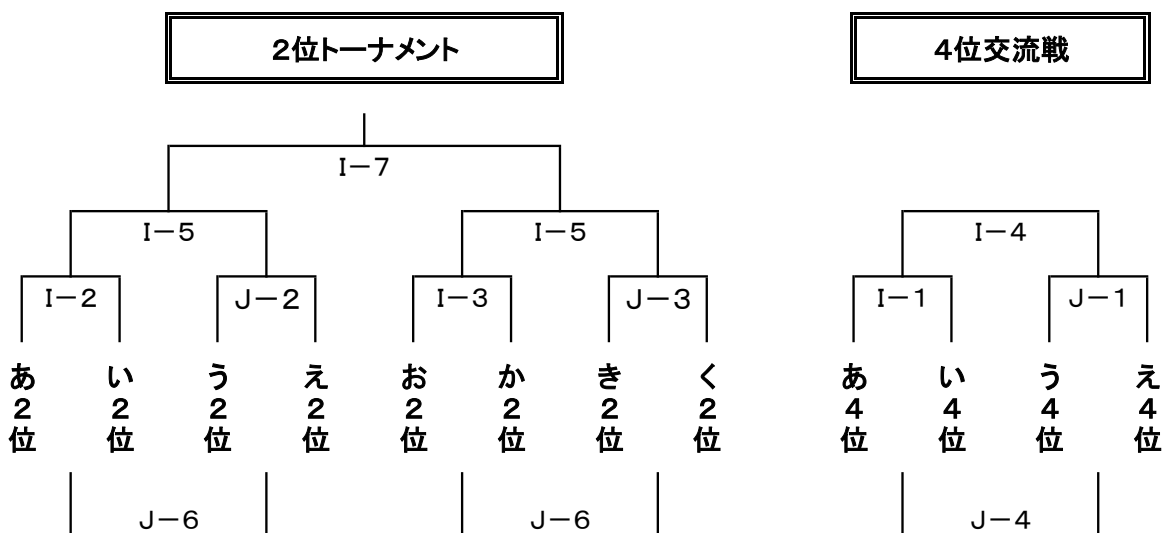 2位トーナメント
4位交流戦
I－7
I－5
I－5
I－4
I－2
J－2
I－3
J－3
I－1
J－1
あ2位
い2位
う2位
え2位
お2位
か2位
き2位
く2位
あ4位
い4位
う4位
え4位
J－6
J－6
J－4